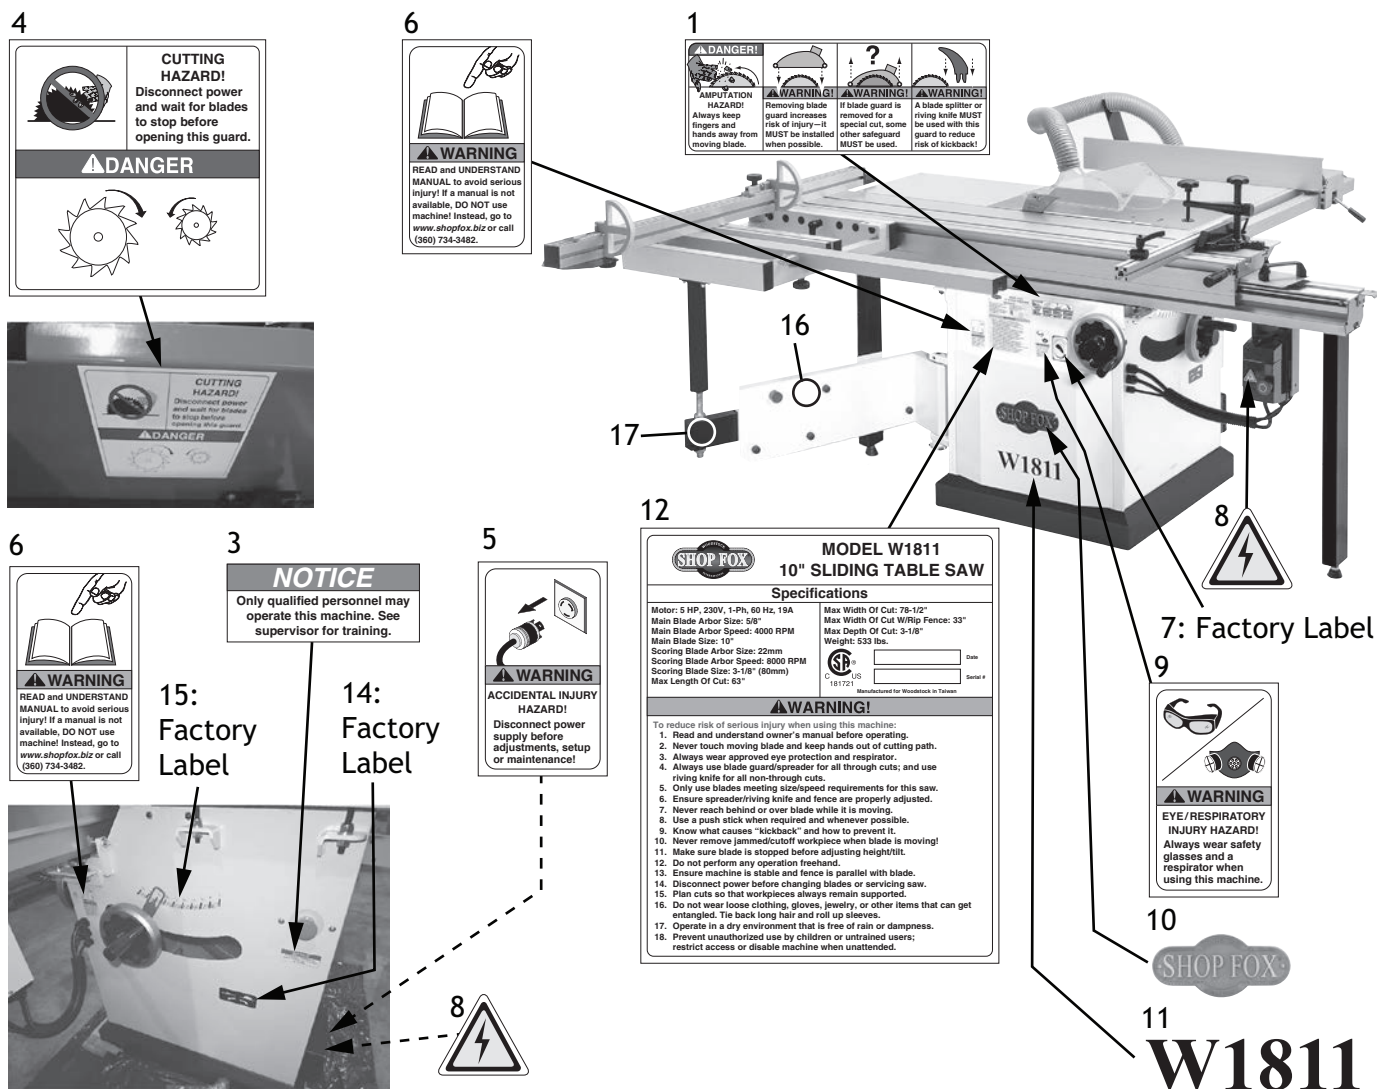 4
CUTTING
HAZARD!
Disconnect power
and wait for blades
to stop before
opening this guard.
DANGER
6
WARNING
READ and UNDERSTAND
MANUAL to avoid serious
injury! If a manual is not
available, DO NOT use
machine! Instead, go to
www.shopfox.biz or call
(360) 734-3482.
1
DANGER!
AMPUTATION
HAZARD!
Always keep
fingers and
hands away from
moving blade.
WARNING!
Removing blade
guard increases
risk of injury—it
MUST be installed
when possible.
?
WARNING!
If blade guard is
removed for a
special cut, some
other safeguard
MUST be used.
WARNING!
A blade splitter or
riving knife MUST
be used with this
guard to reduce
risk of kickback!
CUTTING
HAZARD!
Disconnect power
and wait for blades
to stop before
opening this guard.
DANGER
16
17
SHOP FOX
W1811
8
7: Factory Label
6
WARNING
READ and UNDERSTAND
MANUAL to avoid serious
injury! If a manual is not
available, DO NOT use
machine! Instead, go to
www.shopfox.biz or call
(360) 734-3482.
3
NOTICE
Only qualified personnel may
operate this machine. See
supervisor for training.
5
WARNING
ACCIDENTAL INJURY
HAZARD!
Disconnect power
supply before
adjustments, setup
or maintenance!
15:
Factory
Label
14:
Factory
Label
8
12
SHOP FOX
MODEL W1811
10" SLIDING TABLE SAW
Specifications
Motor: 5 HP, 230V, 1-Ph, 60 Hz, 19A
Main Blade Arbor Size: 5/8"
Main Blade Arbor Speed: 4000 RPM
Main Blade Size: 10"
Scoring Blade Arbor Size: 22mm
Scoring Blade Arbor Speed: 8000 RPM
Scoring Blade Size: 3-1/8" (80mm)
Max Length Of Cut: 63"
Max Width Of Cut: 78-1/2"
Max Width Of Cut W/Rip Fence: 33"
Max Depth Of Cut: 3-1/8"
Weight: 533 lbs.
SA ®
C US
181721
Date
Serial #
Manufactured for Woodstock in Taiwan
WARNING!
To reduce risk of serious injury when using this machine:
1. Read and understand owner's manual before operating.
2. Never touch moving blade and keep hands out of cutting path.
3. Always wear approved eye protection and respirator.
4. Always use blade guard/spreader for all through cuts; and use
riving knife for all non-through cuts.
5. Only use blades meeting size/speed requirements for this saw.
6. Ensure spreader/riving knife and fence are properly adjusted.
7. Never reach behind or over blade while it is moving.
8. Use a push stick when required and whenever possible.
9. Know what causes "kickback" and how to prevent it.
10. Never remove jammed/cutoff workpiece when blade is moving!
11. Make sure blade is stopped before adjusting height/tilt.
12. Do not perform any operation freehand.
13. Ensure machine is stable and fence is parallel with blade.
14. Disconnect power before changing blades or servicing saw.
15. Plan cuts so that workpieces always remain supported.
16. Do not wear loose clothing, gloves, jewelry, or other items that can get
entangled. Tie back long hair and roll up sleeves.
17. Operate in a dry environment that is free of rain or dampness.
18. Prevent unauthorized use by children or untrained users;
restrict access or disable machine when unattended.
9
WARNING
EYE/RESPIRATORY
INJURY HAZARD!
Always wear safety
glasses and a
respirator when
using this machine.
10
SHOP FOX
11
W1811